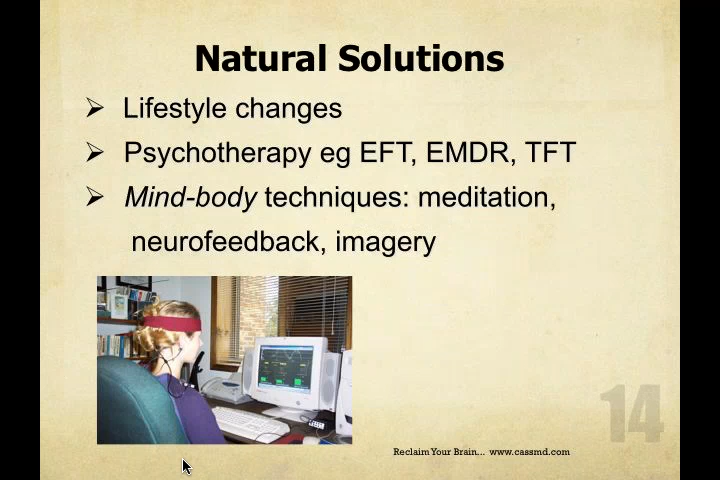 Natural Solutions
Lifestyle changes
Psychotherapy eg EFT, EMDR, TFT
Mind-body techniques: meditation,
neurofeedback, imagery
14
Reclaim Your Brain... www.cassmd.com